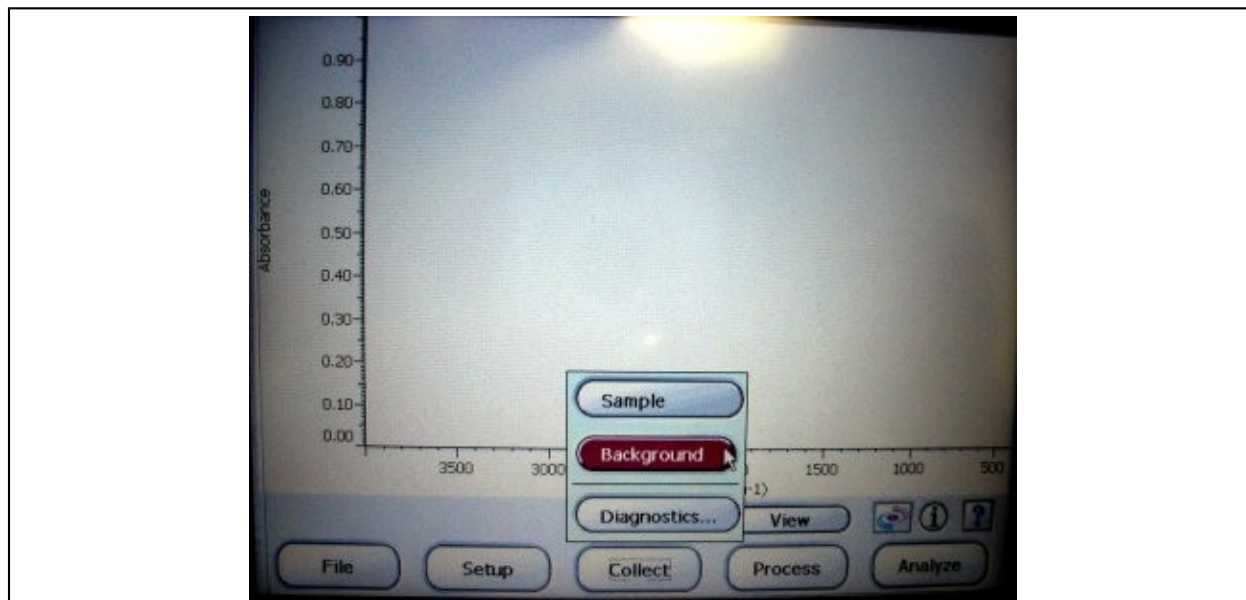 0.90
0.80
0.70
0.60
0.50
0.40
0.30
0.20
0.10
0.00
Absorbance
3500 3000 1500 1000 500
-1)
Sample
Background
Diagnostics...
View
i ?
File Setup Collect Process Analyze